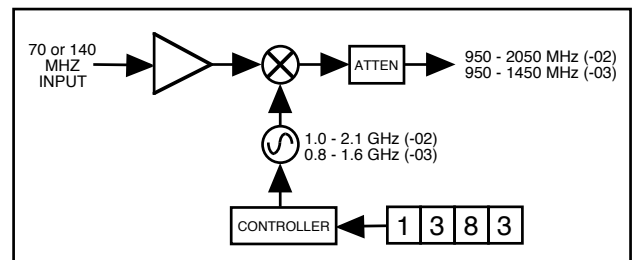 70 or 140
MHZ
INPUT
ATTEN
950 - 2050 MHz (-02)
950 - 1450 MHz (-03)
1.0 - 2.1 GHz (-02)
0.8 - 1.6 GHz (-03)
CONTROLLER
1 3 8 3